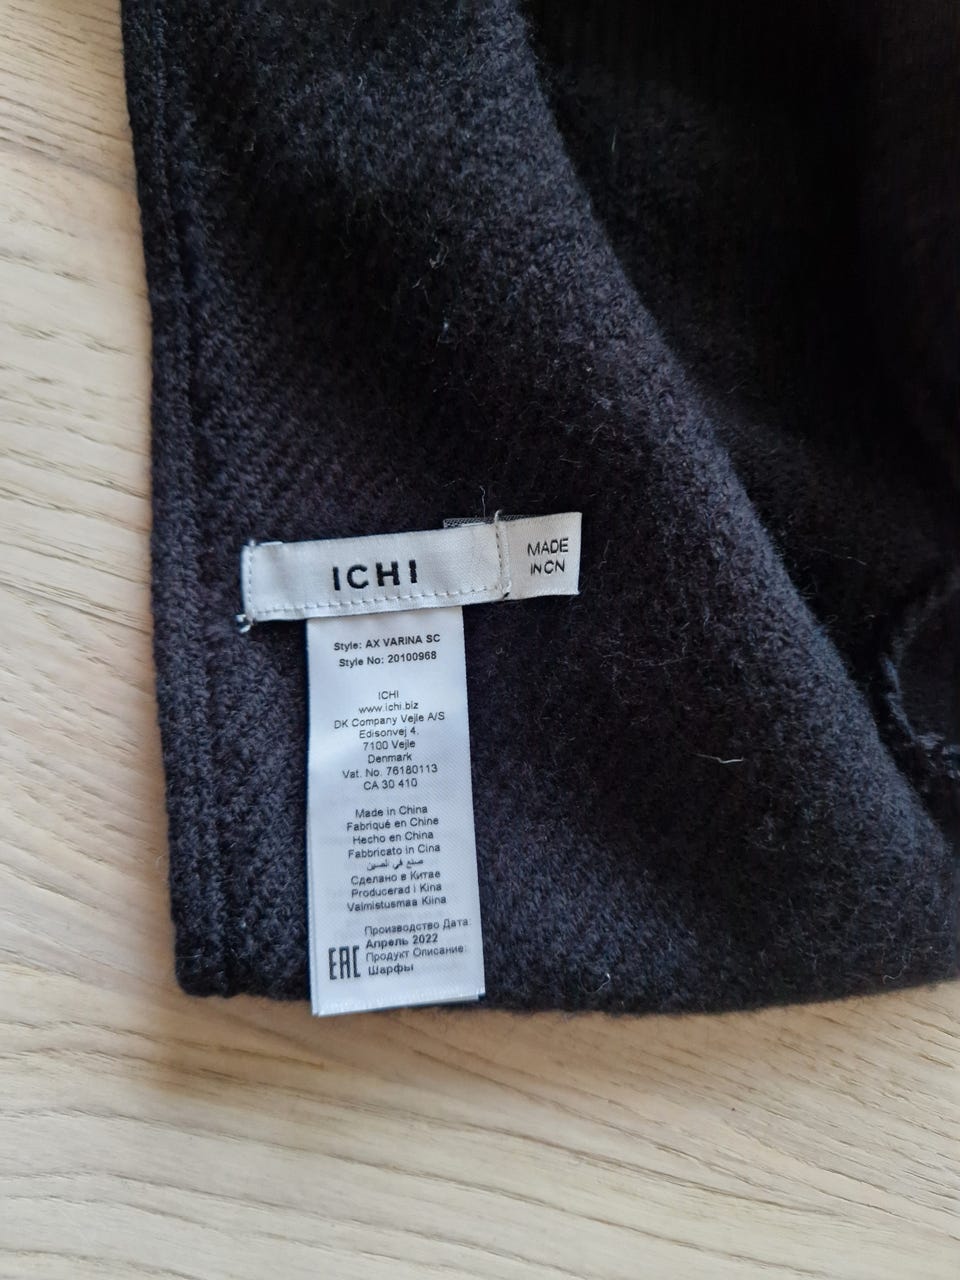 ICHI
MADE
IN CN
Style: AX VARINA SC
Style No: 20100968
ICHI
www.ichi.biz
DK Company Vejle A/S
Edisonvej 4.
7100 Vejle
Denmark
Vat. No. 76180113
CA 30 410
Made in China
Fabriqué en Chine
Hecho en China
Fabbricato in Cina
صنع في الصين
Сделано в Китае
Producerad i Kina
Valmistusmaa Kiina
Производство Дата:
Апрель 2022
Продукт Описание:
Шарфы
EAC